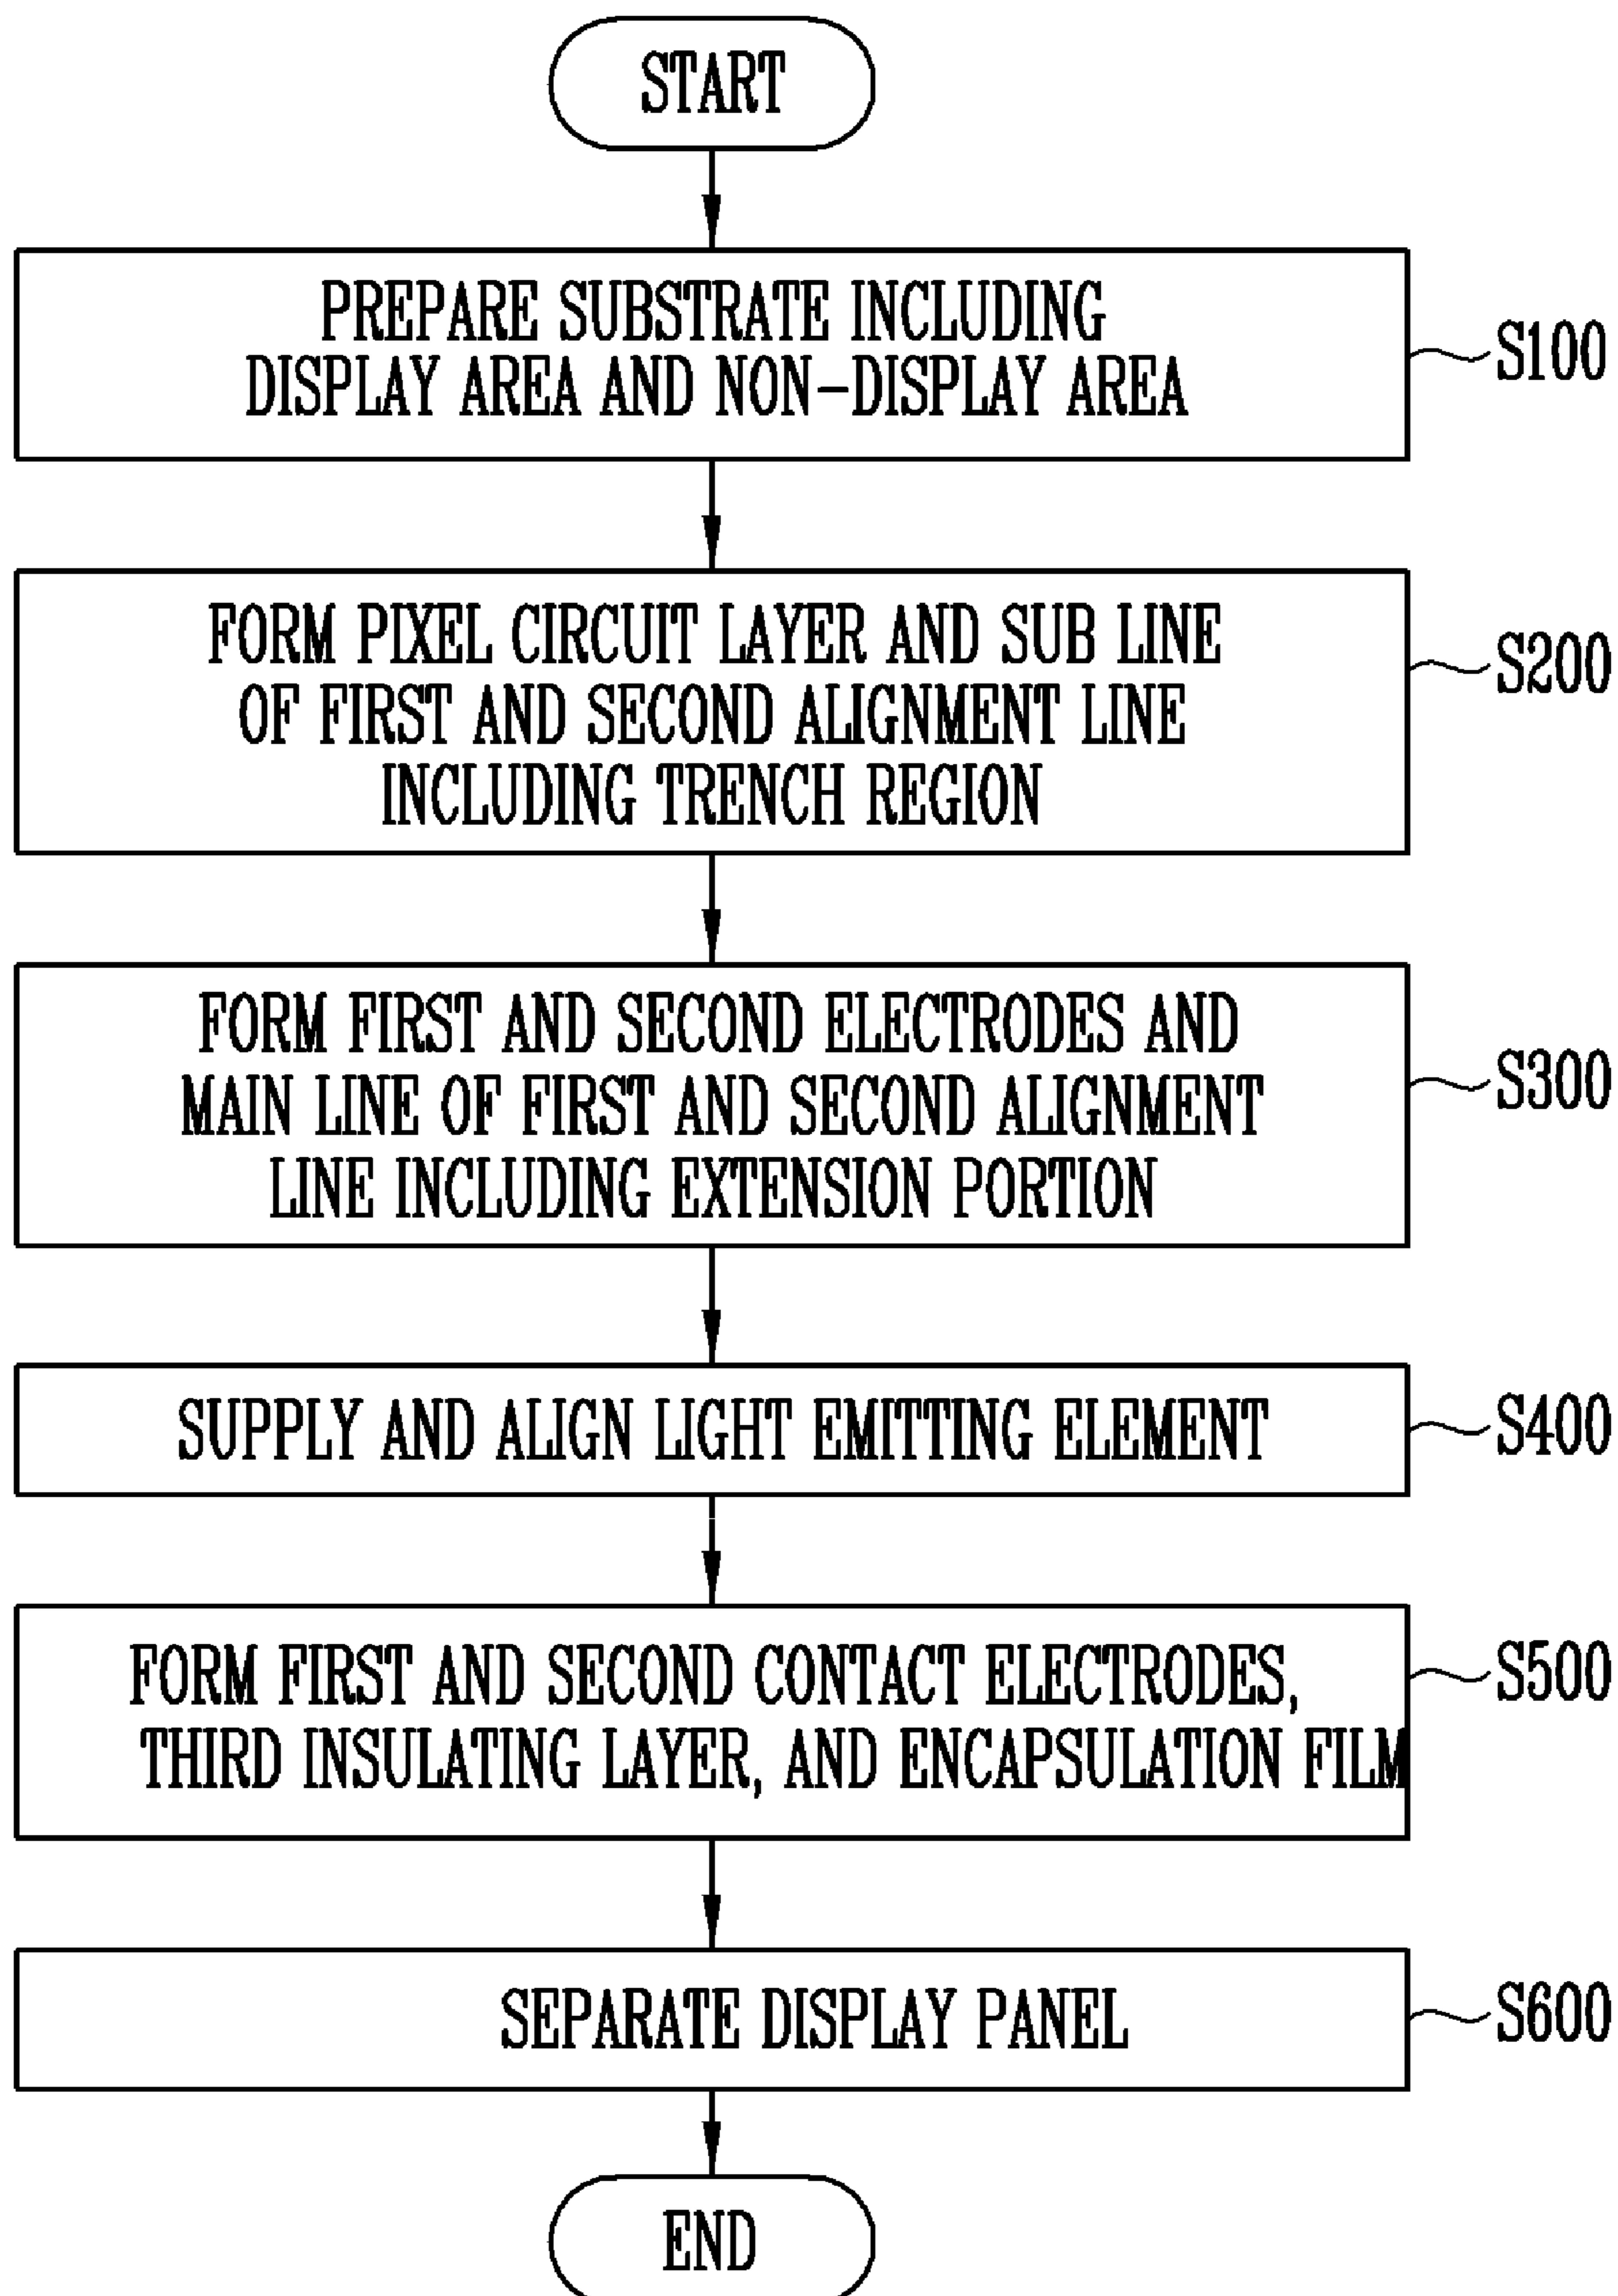 START
PREPARE SUBSTRATE INCLUDING
DISPLAY AREA AND NON-DISPLAY AREA
S100
FORM PIXEL CIRCUIT LAYER AND SUB LINE
OF FIRST AND SECOND ALIGNMENT LINE
INCLUDING TRENCH REGION
S200
FORM FIRST AND SECOND ELECTRODES AND
MAIN LINE OF FIRST AND SECOND ALIGNMENT
LINE INCLUDING EXTENSION PORTION
S300
SUPPLY AND ALIGN LIGHT EMITTING ELEMENT
S400
FORM FIRST AND SECOND CONTACT ELECTRODES,
THIRD INSULATING LAYER, AND ENCAPSULATION FILM
S500
SEPARATE DISPLAY PANEL
S600
END